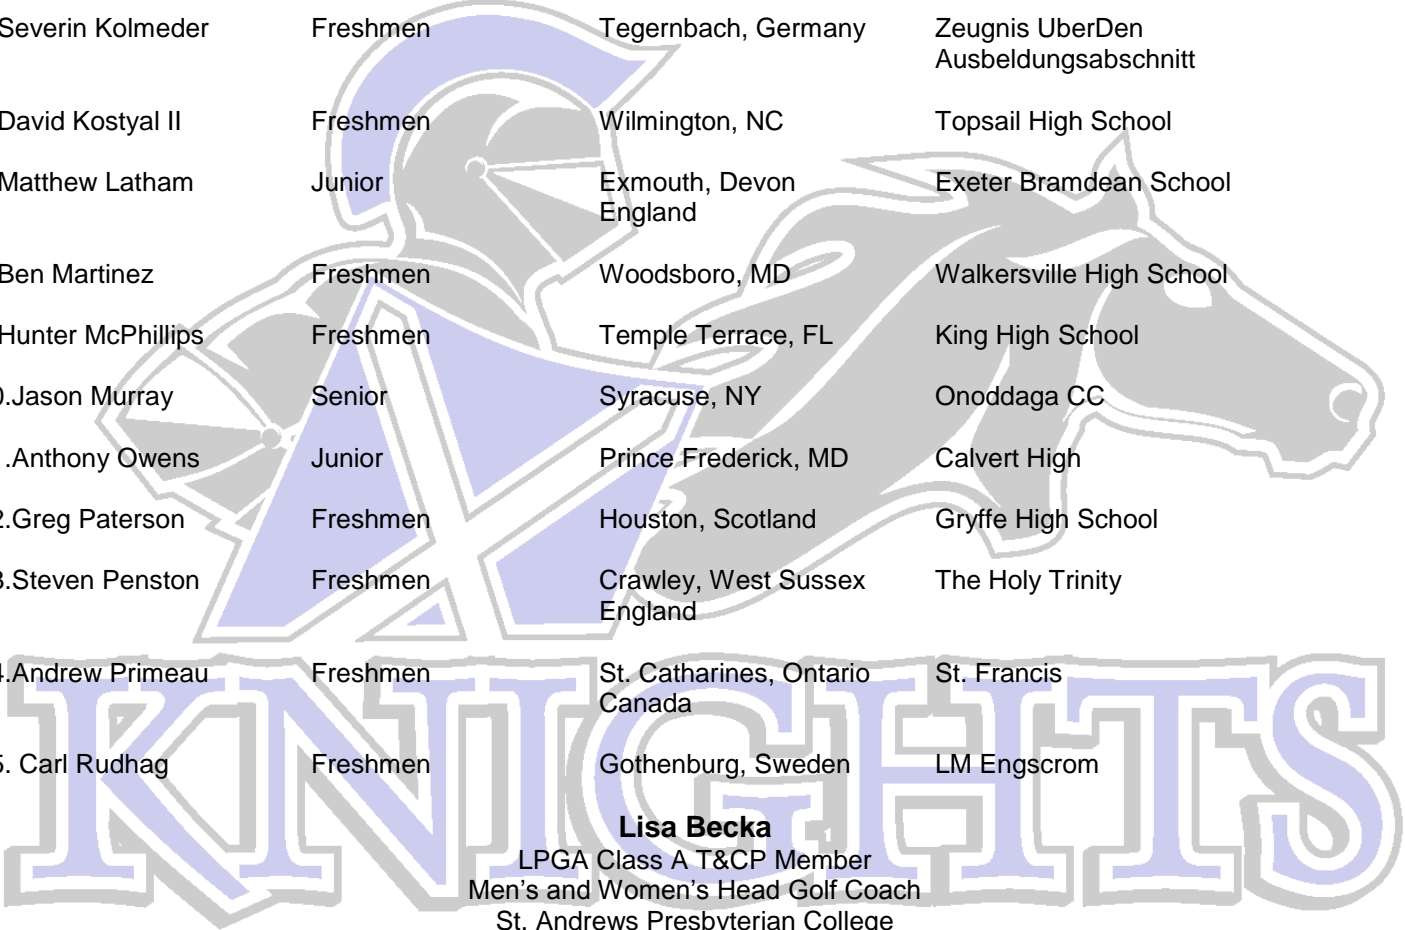 Severin Kolmeder Freshmen Tegernbach, Germany Zeugnis UberDen
Ausbeldungsabschnitt
David Kostyal II Freshmen Wilmington, NC Topsail High School
Matthew Latham Junior Exmouth, Devon Exeter Bramdean School
England
Ben Martinez Freshmen Woodsboro, MD Walkersville High School
Hunter McPhillips Freshmen Temple Terrace, FL King High School
0.Jason Murray Senior Syracuse, NY Onoddaga CC
.Anthony Owens Junior Prince Frederick, MD Calvert High
2.Greg Paterson Freshmen Houston, Scotland Gryffe High School
3.Steven Penston Freshmen Crawley, West Sussex The Holy Trinity
England
4.Andrew Primeau Freshmen St. Catharines, Ontario St. Francis
Canada
5. Carl Rudhag Freshmen Gothenburg, Sweden LM Engscrom
KNIGHTS
Lisa Becka
LPGA Class A T&CP Member
Men's and Women's Head Golf Coach
St. Andrews Presbyterian College